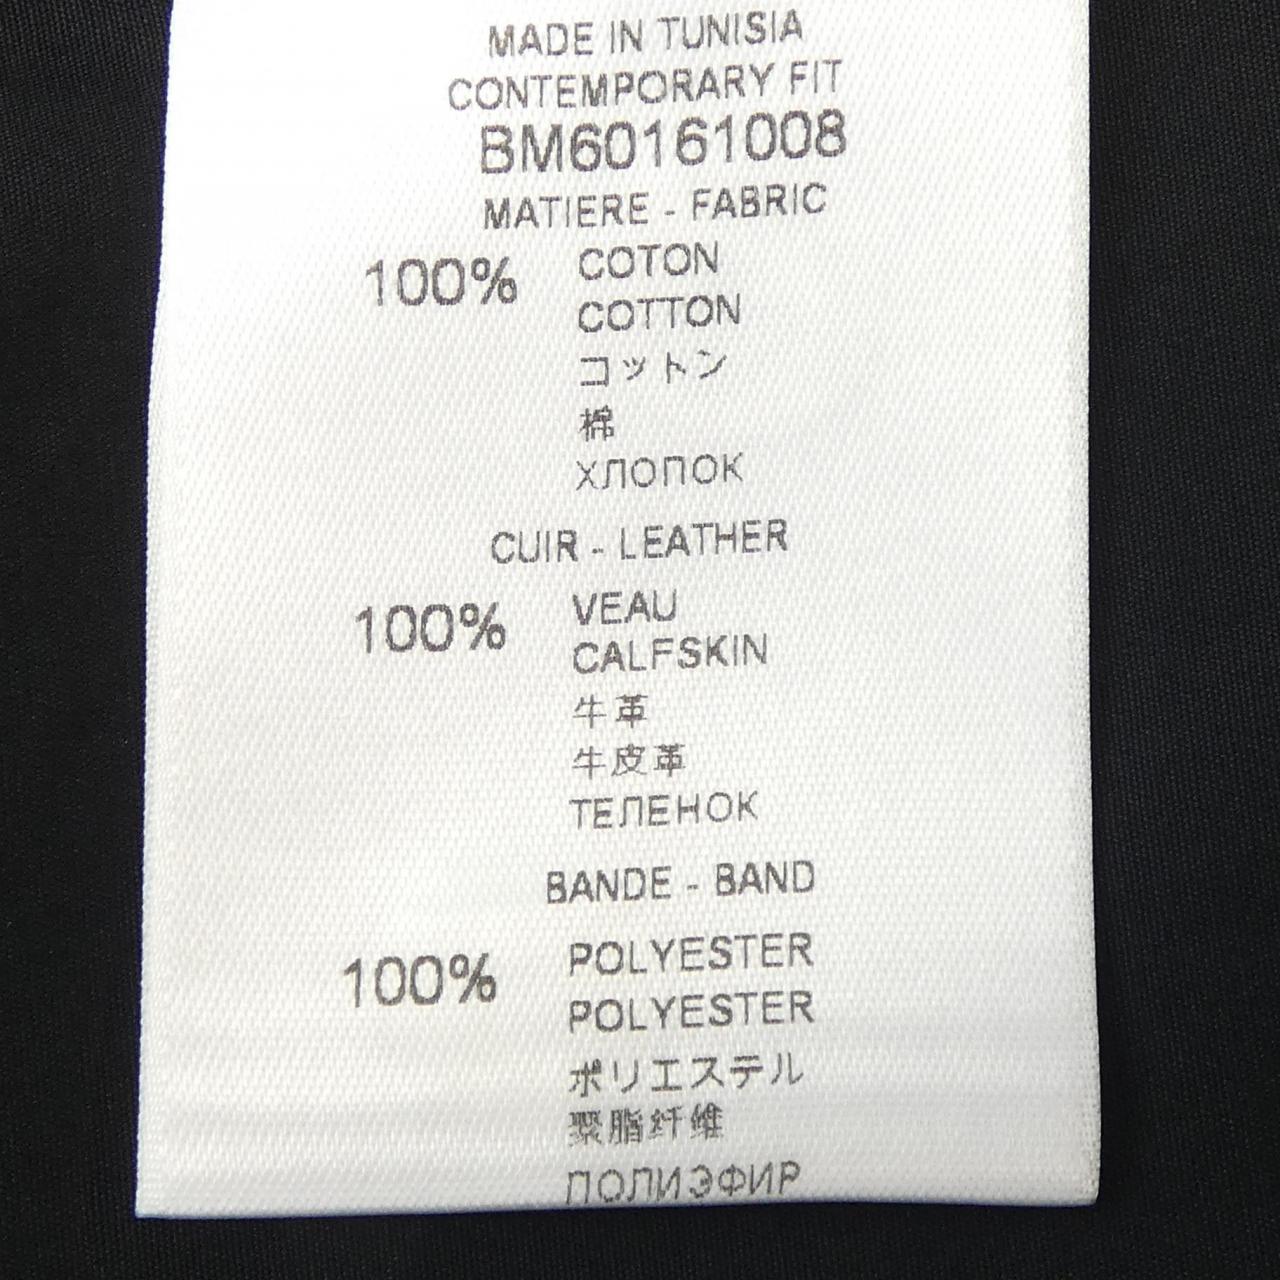 MADE IN TUNISIA
CONTEMPORARY FIT
BM60161008
MATIERE - FABRIC
100% COTON
COTTON
コットン
棉
ХЛОПОК
CUIR - LEATHER
100% VEAU
CALFSKIN
牛革
牛皮革
ТЕЛЕНОК
BANDE - BAND
100% POLYESTER
POLYESTER
ポリエステル
聚脂纤维
ПОЛИЭФИР